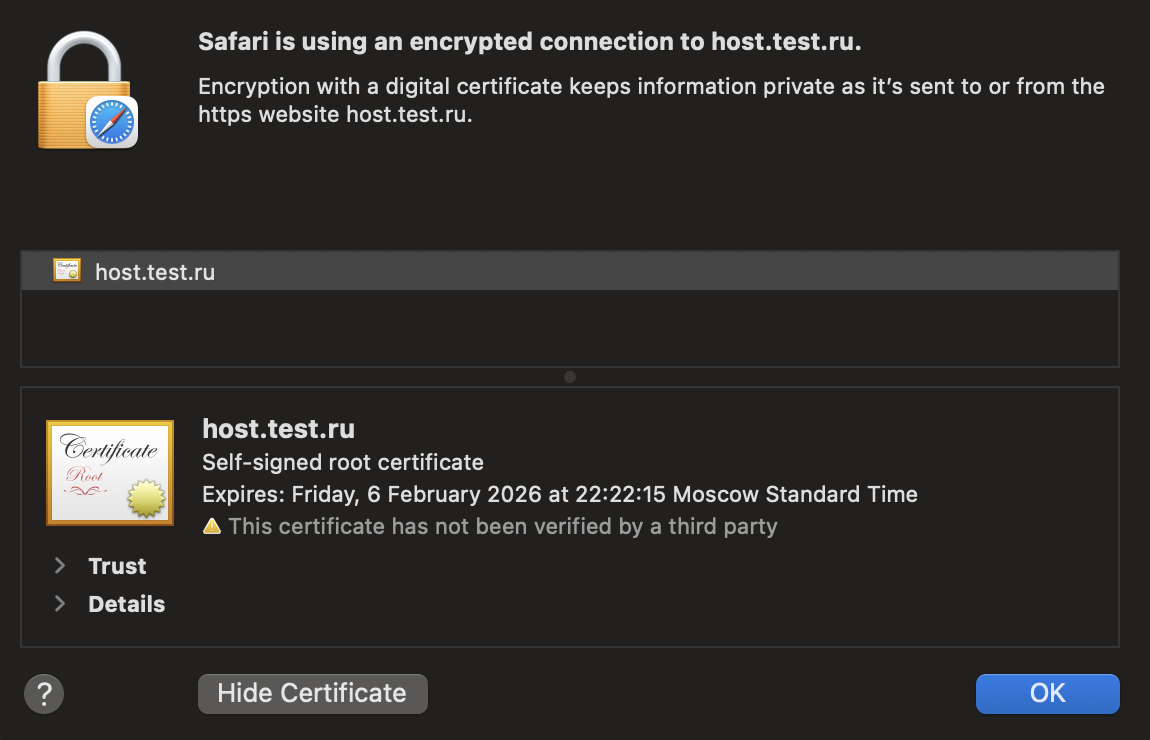 Safari is using an encrypted connection to host.test.ru.
Encryption with a digital certificate keeps information private as it’s sent to or from the
https website host.test.ru.
host.test.ru
Certificate
Root
host.test.ru
Self-signed root certificate
Expires: Friday, 6 February 2026 at 22:22:15 Moscow Standard Time
This certificate has not been verified by a third party
Trust
Details
?
Hide Certificate
OK